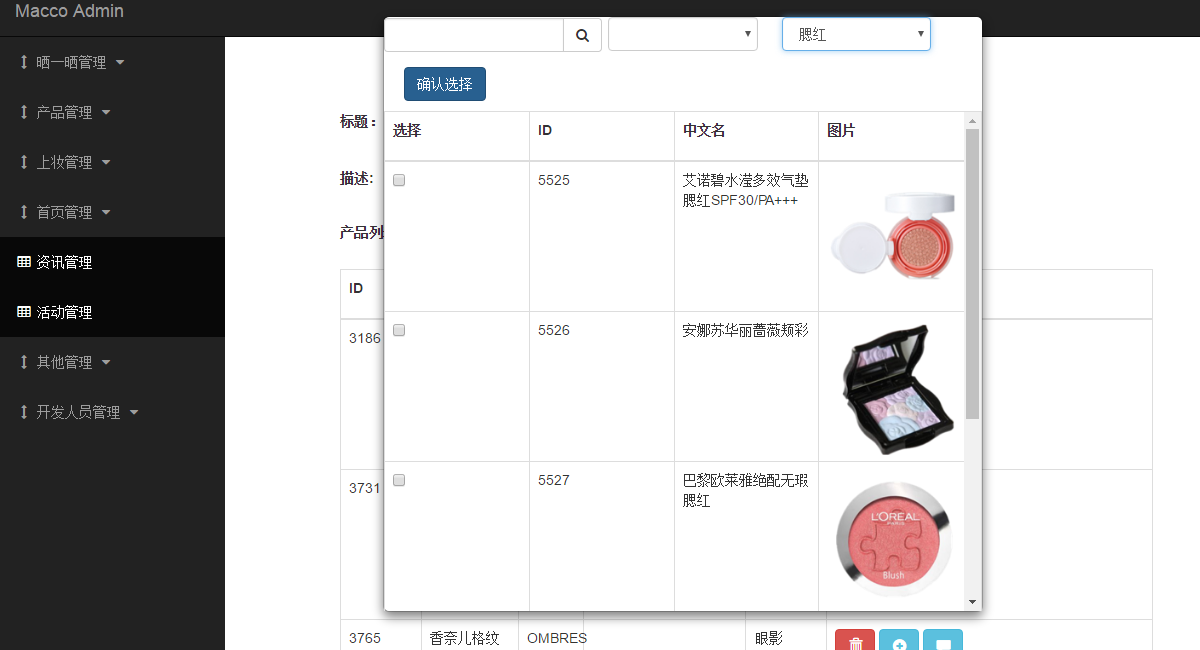 Macco Admin
晒一晒管理
产品管理
上妆管理
首页管理
资讯管理
活动管理
其他管理
开发人员管理
腮红
确认选择
标题：
描述:
产品列
选择 ID 中文名 图片
5525 艾诺碧水滢多效气垫
腮红SPF30/PA+++
5526 安娜苏华丽蔷薇颊彩
5527 巴黎欧莱雅绝配无瑕
腮红
L'OREAL
PARIS
Blush
ID
3186
3731
3765 香奈儿格纹 OMBRES 眼影